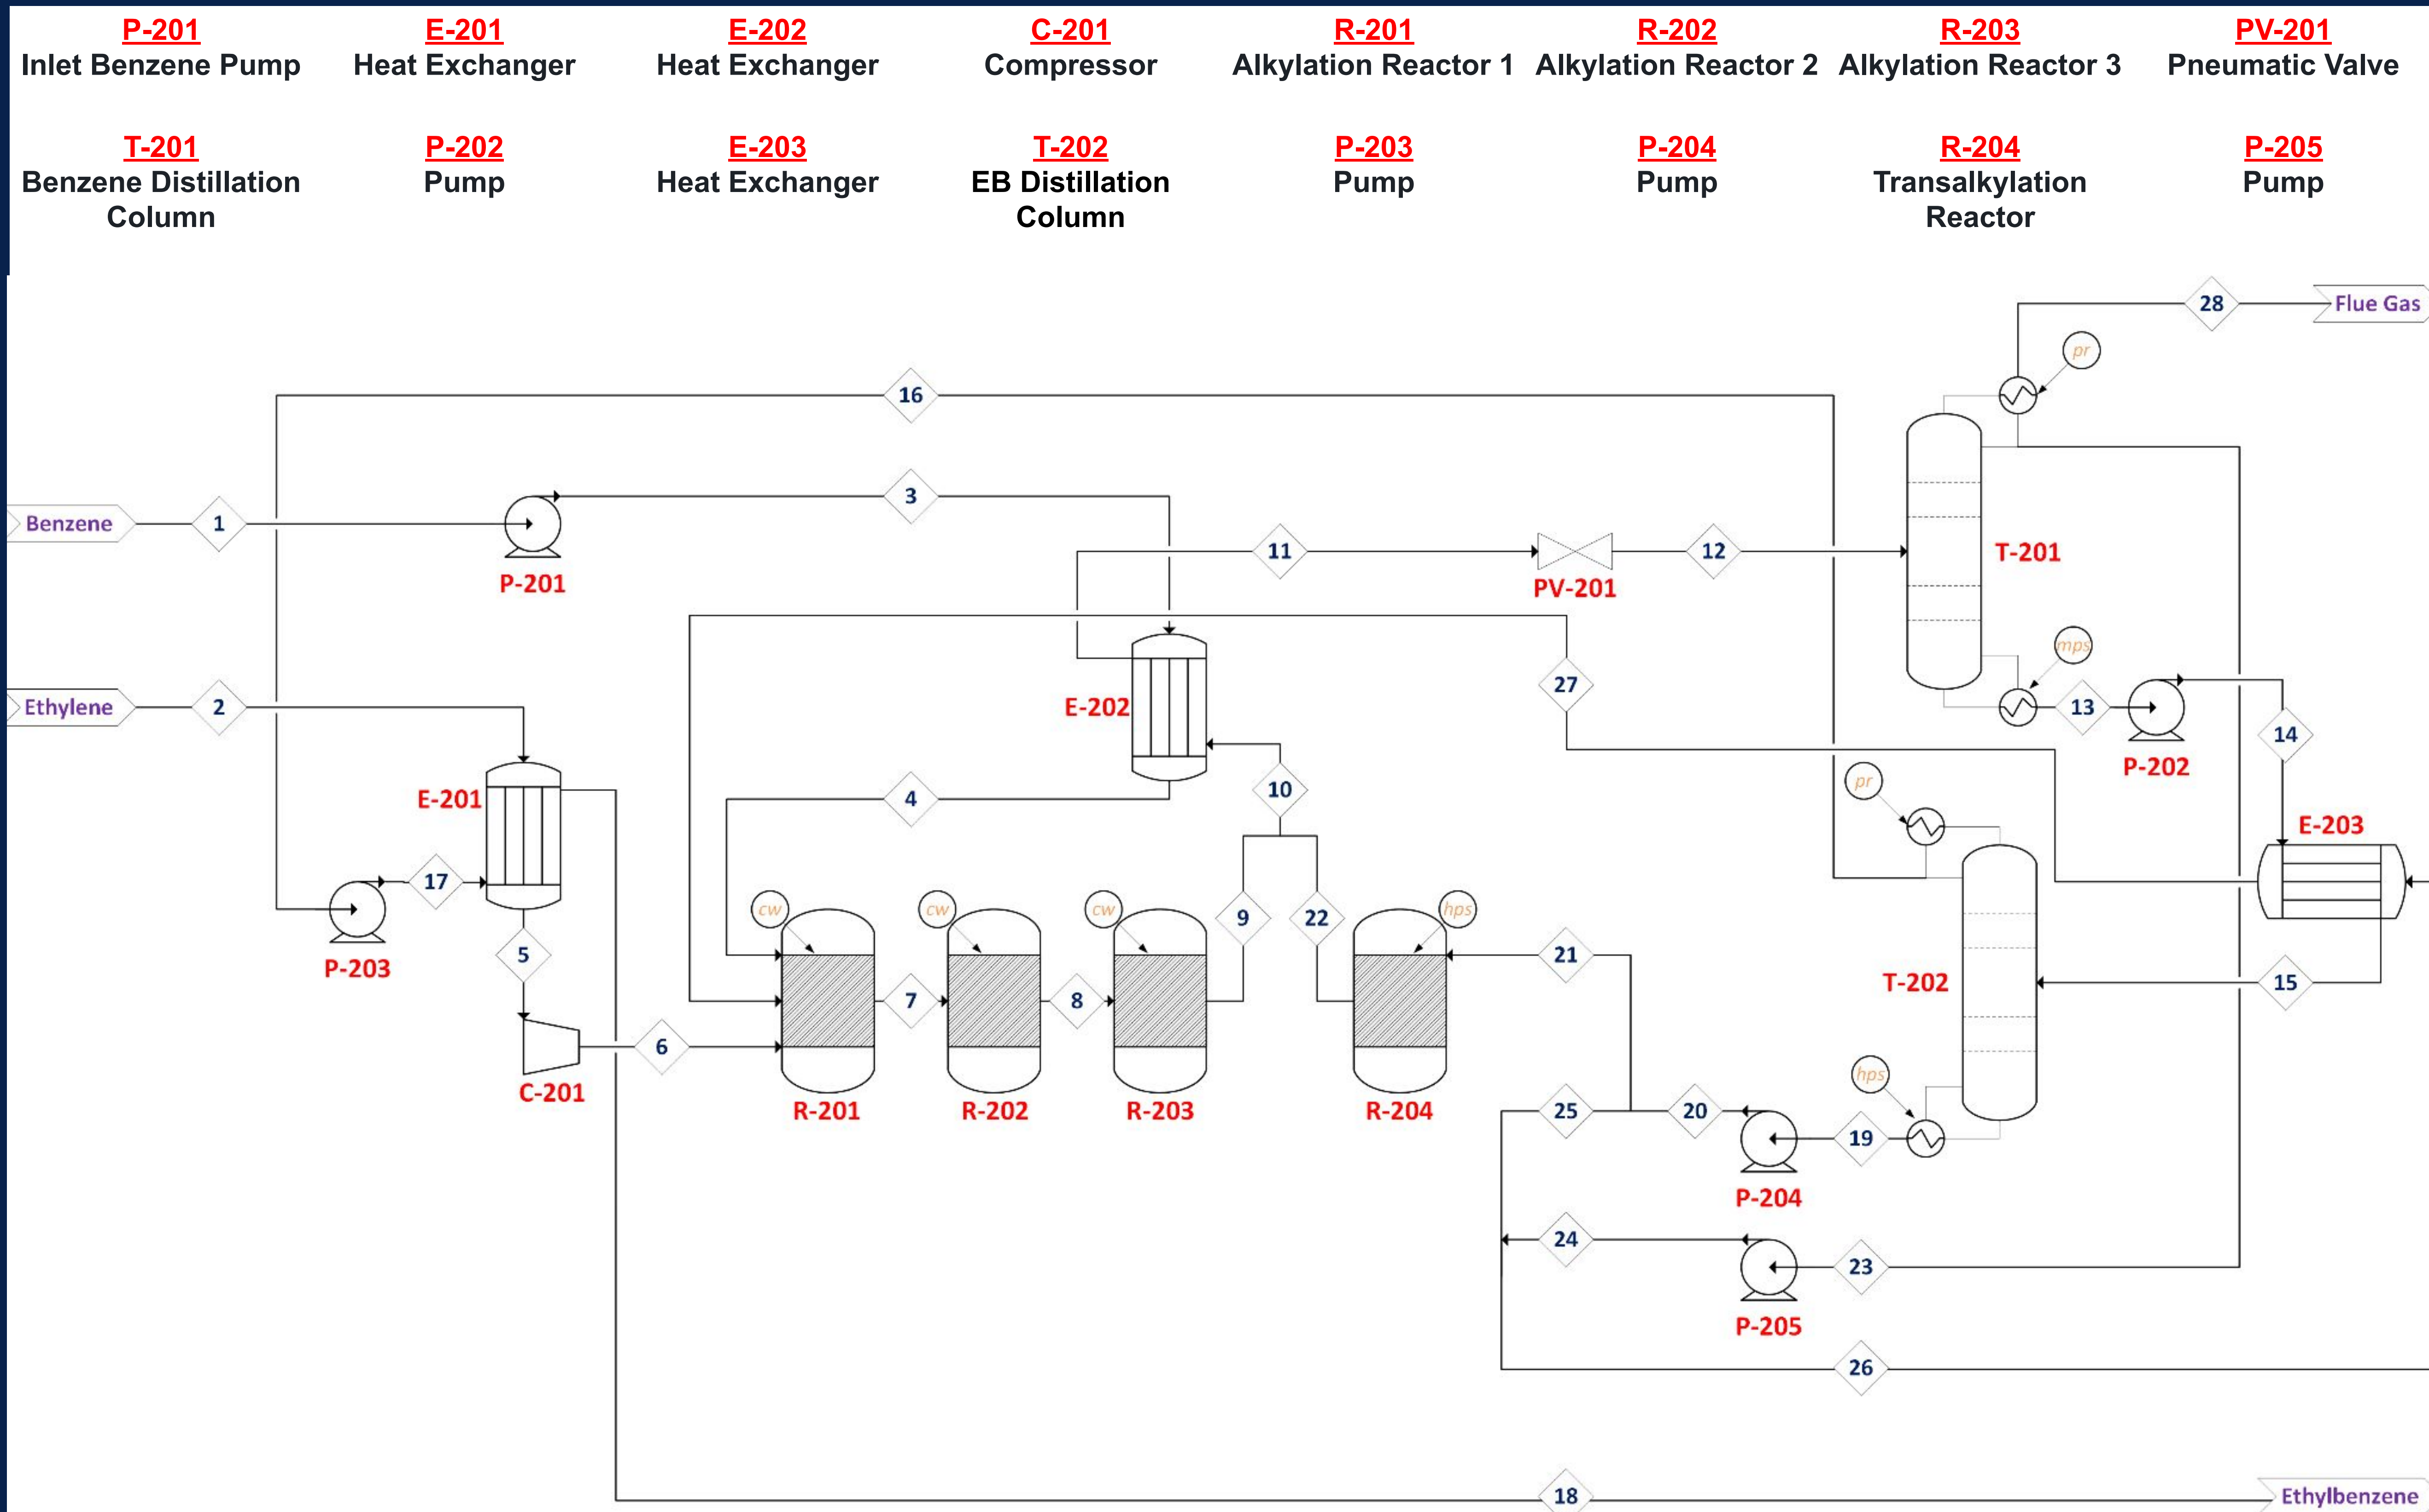 P-201
Inlet Benzene Pump
E-201
Heat Exchanger
E-202
Heat Exchanger
C-201
Compressor
R-201
Alkylation Reactor 1
R-202
Alkylation Reactor 2
R-203
Alkylation Reactor 3
PV-201
Pneumatic Valve
T-201
Benzene Distillation
Column
P-202
Pump
E-203
Heat Exchanger
T-202
EB Distillation
Column
P-203
Pump
P-204
Pump
R-204
Transalkylation
Reactor
P-205
Pump
28
Flue Gas
pr
16
3
Benzene
1
P-201
11
PV-201
12
T-201
mps
27
E-202
Ethylene
2
13
P-202
14
pr
E-201
4
10
E-203
17
P-203
5
cw
cw
cw
9
22
hps
21
7
8
T-202
15
6
C-201
R-201
R-202
R-203
R-204
hps
25
20
19
P-204
24
23
P-205
26
18
Ethylbenzene